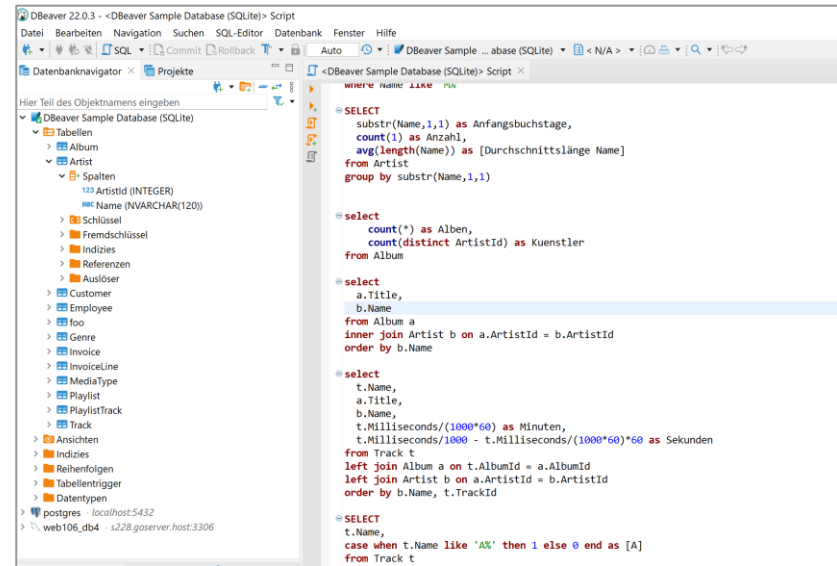 DBeaver 22.0.3 - <DBeaver Sample Database (SQLite)> Script
Datei Bearbeiten Navigation Suchen SQL-Editor Datenbank Fenster Hilfe
SQL Commit Rollback Auto DBeaver Sample ... abase (SQLite) < N/A >
Datenbanknavigator Projekte
Hier Teil des Objektnamens eingeben
DBeaver Sample Database (SQLite)
Tabellen
Album
Artist
Spalten
123 ArtistId (INTEGER)
ABC Name (NVARCHAR(120))
Schlüssel
Fremdschlüssel
Indizies
Referenzen
Auslöser
Customer
Employee
foo
Genre
Invoice
InvoiceLine
MediaType
Playlist
PlaylistTrack
Track
Ansichten
Indizies
Reihenfolgen
Tabellentrigger
Datentypen
postgres - localhost:5432
web106_db4 - s228.goserver.host:3306
<DBeaver Sample Database (SQLite)> Script
where Name like 'M%'
SELECT
substr(Name,1,1) as Anfangsbuchstage,
count(1) as Anzahl,
avg(length(Name)) as [Durchschnittslänge Name]
from Artist
group by substr(Name,1,1)
select
count(*) as Alben,
count(distinct ArtistId) as Kuenstler
from Album
select
a.Title,
b.Name
from Album a
inner join Artist b on a.ArtistId = b.ArtistId
order by b.Name
select
t.Name,
a.Title,
b.Name,
t.Milliseconds/(1000*60) as Minuten,
t.Milliseconds/1000 - t.Milliseconds/(1000*60)*60 as Sekunden
from Track t
left join Album a on t.AlbumId = a.AlbumId
left join Artist b on a.ArtistId = b.ArtistId
order by b.Name, t.TrackId
SELECT
t.Name,
case when t.Name like 'A%' then 1 else 0 end as [A]
from Track t